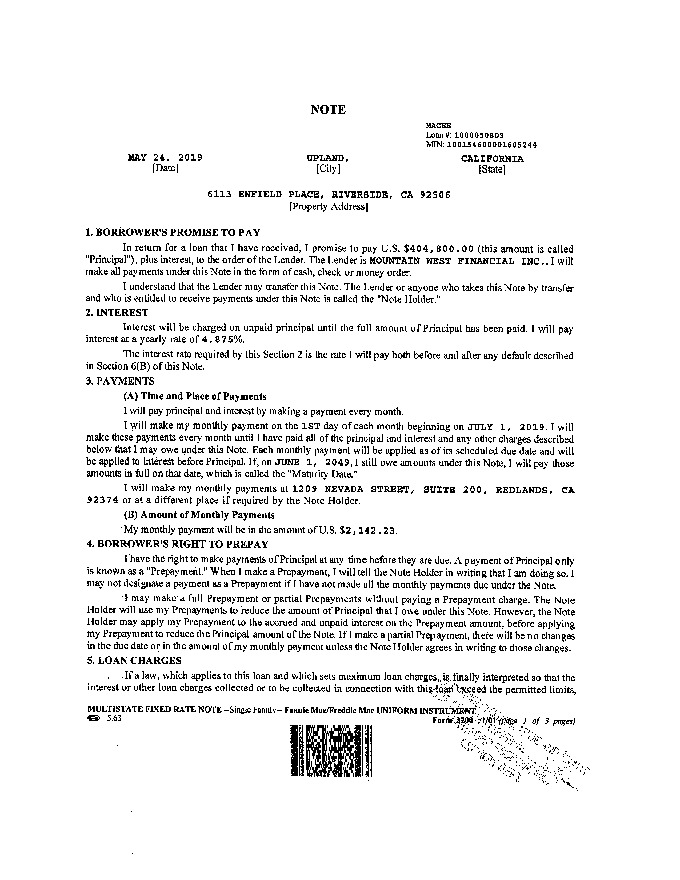 NOTE
MACEK
Loan #: 1000050803
MIN: 100154600001605244
MAY 24, 2019 UPLAND, CALIFORNIA
[Date] [City] [State]
6113 ENFIELD PLACE, RIVERSIDE, CA 92506
[Property Address]
1. BORROWER'S PROMISE TO PAY
In return for a loan that I have received, I promise to pay U.S. $404,800.00 (this amount is called
"Principal"), plus interest, to the order of the Lender. The Lender is MOUNTAIN WEST FINANCIAL INC.. I will
make all payments under this Note in the form of cash, check or money order.
I understand that the Lender may transfer this Note. The Lender or anyone who takes this Note by transfer
and who is entitled to receive payments under this Note is called the "Note Holder."
2. INTEREST
Interest will be charged on unpaid principal until the full amount of Principal has been paid. I will pay
interest at a yearly rate of 4.875%.
The interest rate required by this Section 2 is the rate I will pay both before and after any default described
in Section 6(B) of this Note.
3. PAYMENTS
(A) Time and Place of Payments
I will pay principal and interest by making a payment every month.
I will make my monthly payment on the 1ST day of each month beginning on JULY 1, 2019. I will
make these payments every month until I have paid all of the principal and interest and any other charges described
below that I may owe under this Note. Each monthly payment will be applied as of its scheduled due date and will
be applied to interest before Principal. If, on JUNE 1, 2049, I still owe amounts under this Note, I will pay those
amounts in full on that date, which is called the "Maturity Date."
I will make my monthly payments at 1209 NEVADA STREET, SUITE 200, REDLANDS, CA
92374 or at a different place if required by the Note Holder.
(B) Amount of Monthly Payments
My monthly payment will be in the amount of U.S. $2,142.23.
4. BORROWER'S RIGHT TO PREPAY
I have the right to make payments of Principal at any time before they are due. A payment of Principal only
is known as a "Prepayment." When I make a Prepayment, I will tell the Note Holder in writing that I am doing so. I
may not designate a payment as a Prepayment if I have not made all the monthly payments due under the Note.
I may make a full Prepayment or partial Prepayments without paying a Prepayment charge. The Note
Holder will use my Prepayments to reduce the amount of Principal that I owe under this Note. However, the Note
Holder may apply my Prepayment to the accrued and unpaid interest on the Prepayment amount, before applying
my Prepayment to reduce the Principal amount of the Note. If I make a partial Prepayment, there will be no changes
in the due date or in the amount of my monthly payment unless the Note Holder agrees in writing to those changes.
5. LOAN CHARGES
If a law, which applies to this loan and which sets maximum loan charges, is finally interpreted so that the
interest or other loan charges collected or to be collected in connection with this loan exceed the permitted limits,
MULTISTATE FIXED RATE NOTE –Single Family– Fannie Mae/Freddie Mac UNIFORM INSTRUMENT
5.63 Form 3200 1/01 (page 1 of 3 pages)